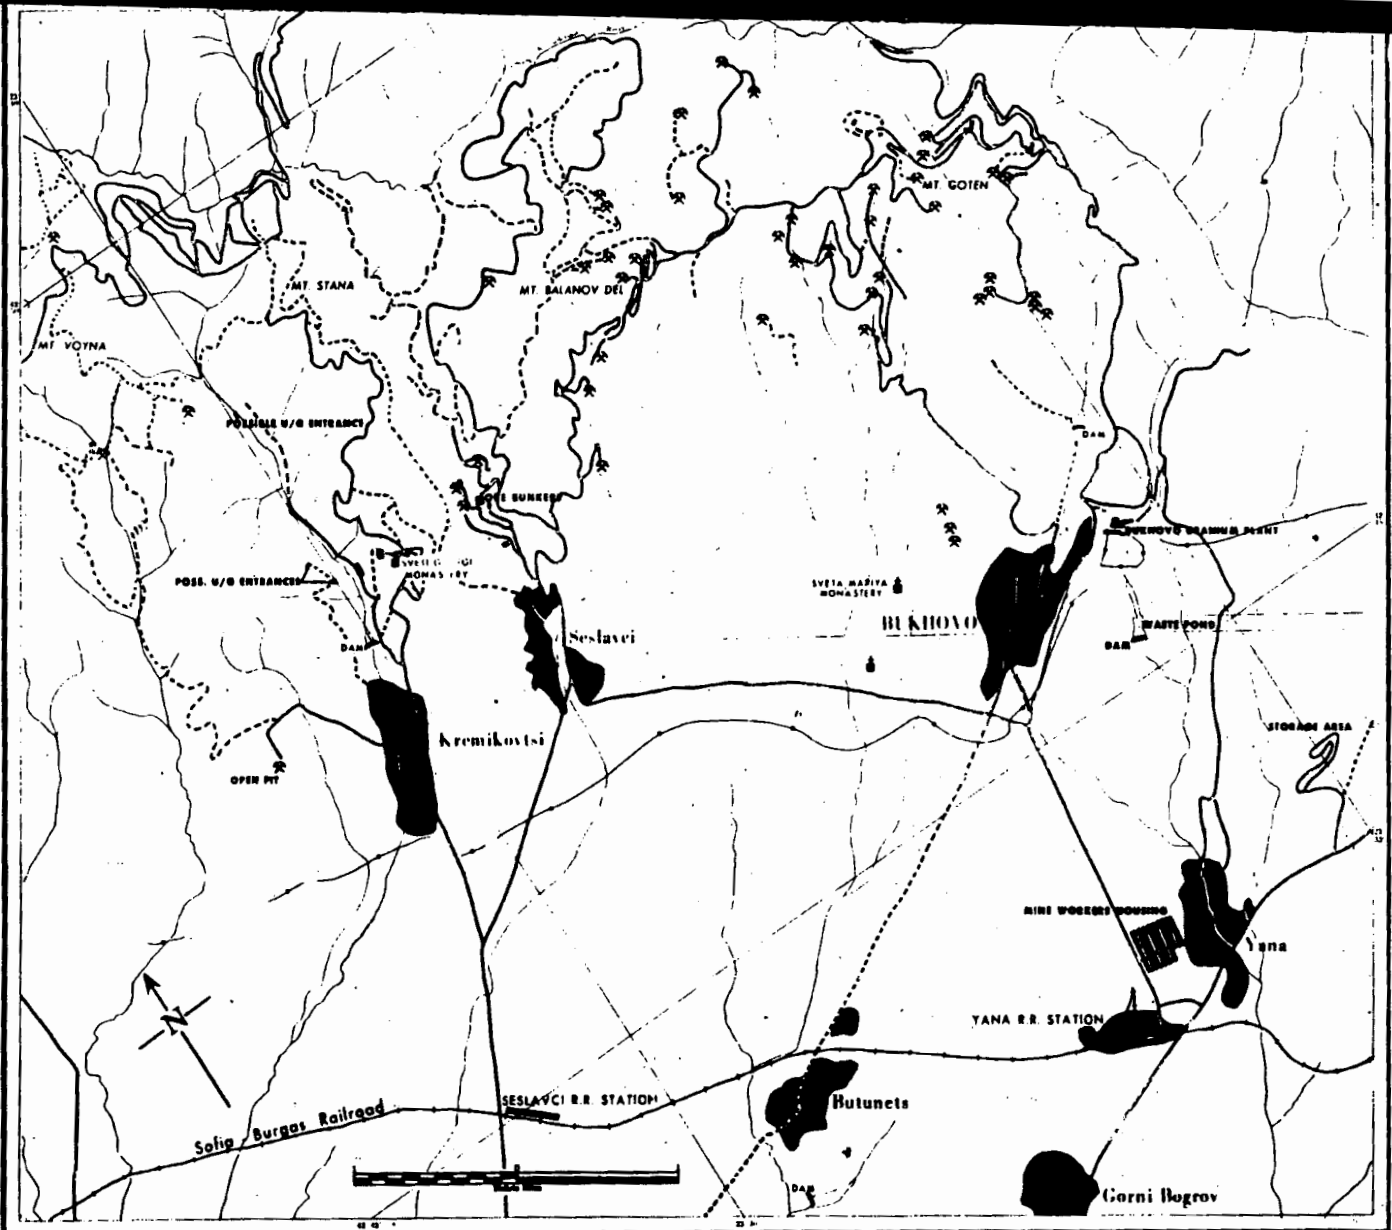 MT. GOTEN
MT. STANA
MT. BALANOV DEL
MT VOYNA
POSSIBLE U/G ENTRANCE
DAM
ORE BUNKERS
BUKHOVO URANIUM PLANT
MONASTERY
POSS. U/G ENTRANCES
SVETA MARIYA
MONASTERY
BUKHOVO
WASTE POND
DAM
Seslavci
DAM
Kremikovtsi
STORAGE AREA
OPEN PIT
MINE WORKERS HOUSING
Yana
N
YANA R.R. STATION
SESLAVCI R.R. STATION
Butunets
Sofia Burgas Railroad
DAM
Gorni Bogrov